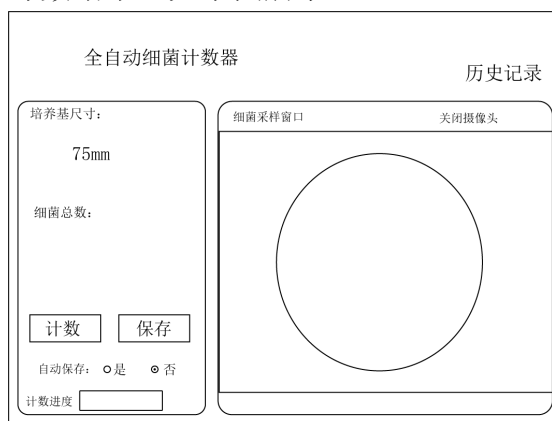 全自动细菌计数器
历史记录
培养基尺寸：
75mm
细菌总数：
计数 保存
自动保存： 是 否
计数进度
细菌采样窗口 关闭摄像头